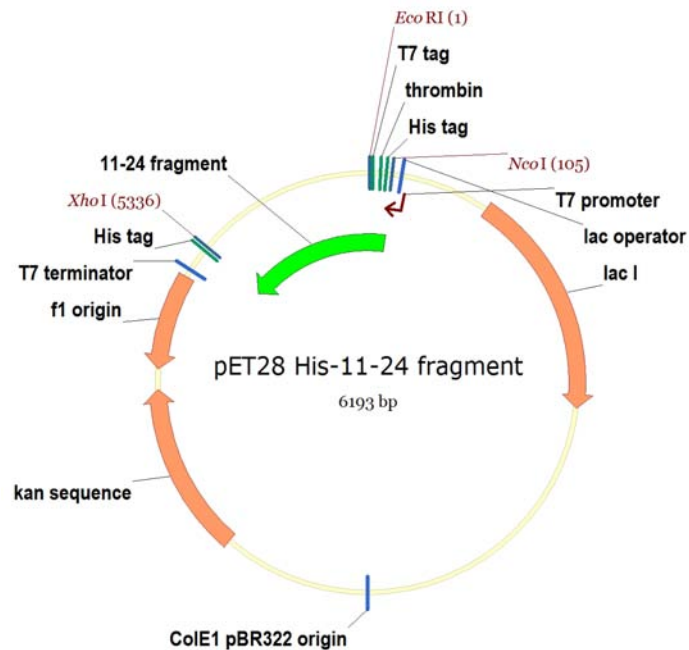 EcoRI (1)
T7 tag
thrombin
His tag
11-24 fragment
NcoI (105)
XhoI (5336)
T7 promoter
His tag
lac operator
T7 terminator
lac I
f1 origin
pET28 His-11-24 fragment
6193 bp
kan sequence
ColE1 pBR322 origin